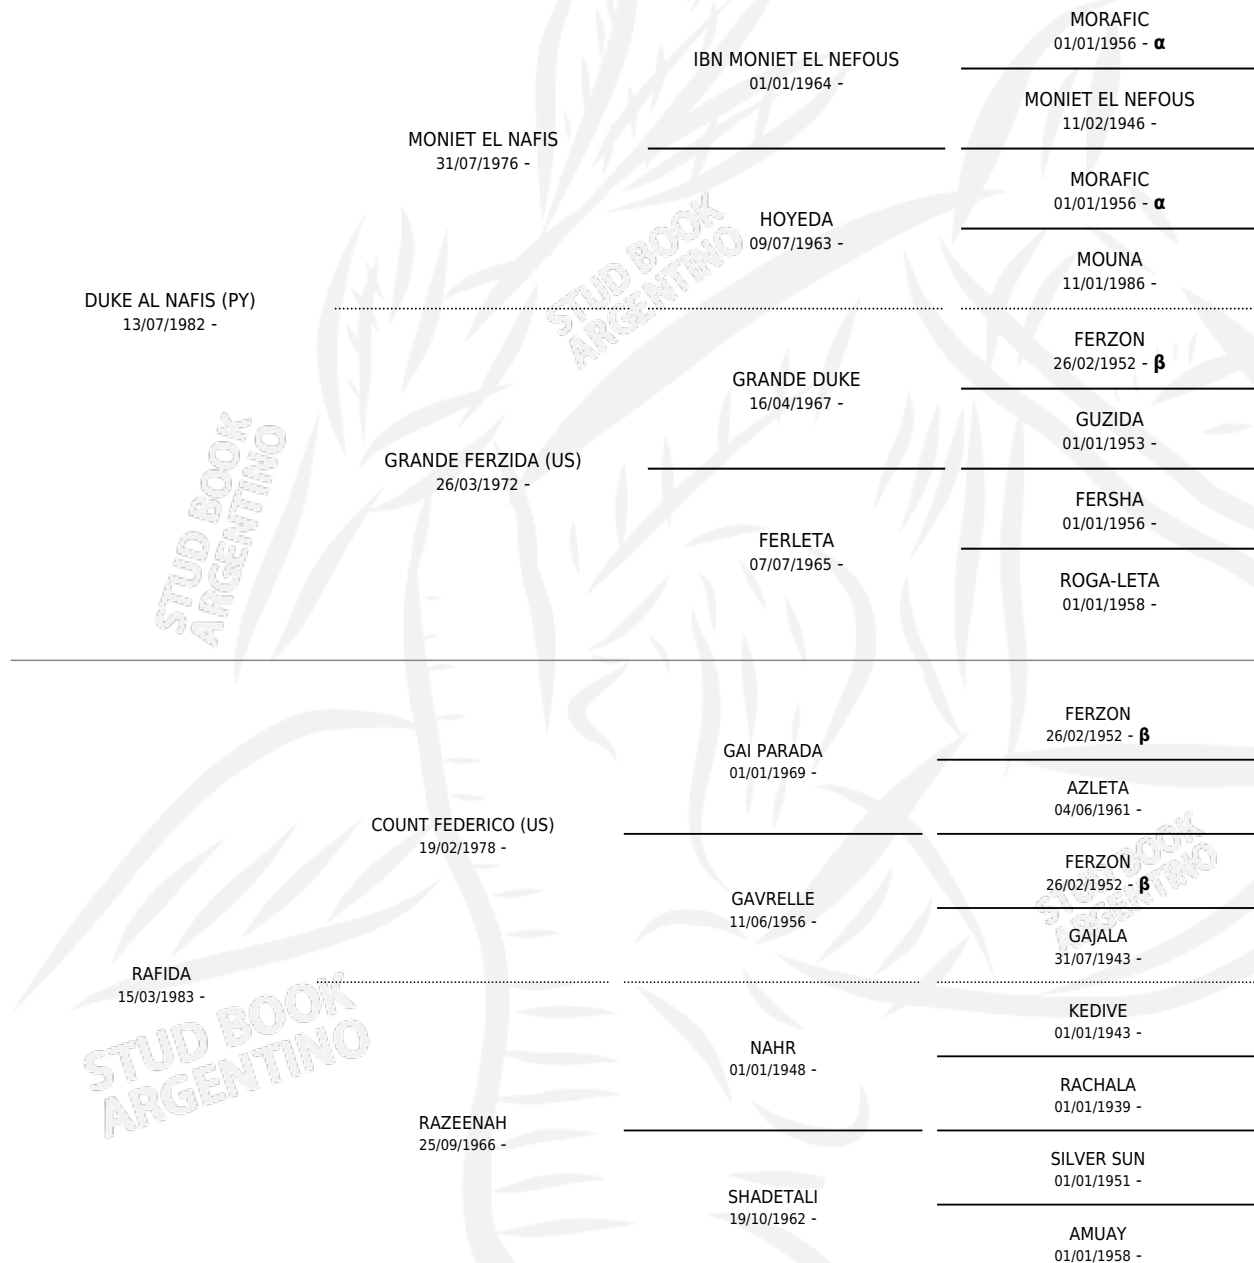 MORAFIC
01/01/1956 - α
IBN MONIET EL NEFOUS
01/01/1964 -
MONIET EL NEFOUS
11/02/1946 -
MONIET EL NAFIS
31/07/1976 -
MORAFIC
01/01/1956 - α
HOYEDA
09/07/1963 -
MOUNA
11/01/1986 -
DUKE AL NAFIS (PY)
13/07/1982 -
FERZON
26/02/1952 - β
GRANDE DUKE
16/04/1967 -
GUZIDA
01/01/1953 -
GRANDE FERZIDA (US)
26/03/1972 -
FERSHA
01/01/1956 -
FERLETA
07/07/1965 -
ROGA-LETA
01/01/1958 -
FERZON
26/02/1952 - β
GAI PARADA
01/01/1969 -
AZLETA
04/06/1961 -
COUNT FEDERICO (US)
19/02/1978 -
FERZON
26/02/1952 - β
GAVRELLE
11/06/1956 -
GAJALA
31/07/1943 -
RAFIDA
15/03/1983 -
KEDIVE
01/01/1943 -
NAHR
01/01/1948 -
RACHALA
01/01/1939 -
RAZEENAH
25/09/1966 -
SILVER SUN
01/01/1951 -
SHADETALI
19/10/1962 -
AMUAY
01/01/1958 -
STUD BOOK
ARGENTINO
STUD BOOK
ARGENTINO
STUD BOOK
ARGENTINO
STUD BOOK
ARGENTINO